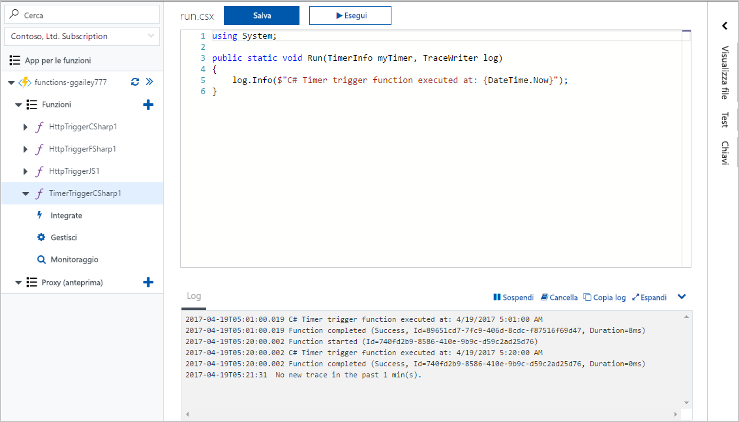 Cerca
Contoso, Ltd. Subscription
App per le funzioni
functions-ggailey777
Funzioni
HttpTriggerCSharp1
HttpTriggerFSharp1
HttpTriggerJS1
TimerTriggerCSharp1
Integrate
Gestisci
Monitoraggio
Proxy (anteprima)
run.csx
Salva
Esegui
1 using System;
2
3 public static void Run(TimerInfo myTimer, TraceWriter log)
4 {
5 log.Info($"C# Timer trigger function executed at: {DateTime.Now}");
6 }
Log
Sospendi
Cancella
Copia log
Espandi
2017-04-19T05:01:00.019 C# Timer trigger function executed at: 4/19/2017 5:01:00 AM
2017-04-19T05:01:00.019 Function completed (Success, Id=89651cd7-7fc9-406d-8cdc-f87516f69d47, Duration=8ms)
2017-04-19T05:20:00.002 Function started (Id=740fd2b9-8586-410e-9b9c-d59c2ad25d76)
2017-04-19T05:20:00.002 C# Timer trigger function executed at: 4/19/2017 5:20:00 AM
2017-04-19T05:20:00.002 Function completed (Success, Id=740fd2b9-8586-410e-9b9c-d59c2ad25d76, Duration=0ms)
2017-04-19T05:21:31 No new trace in the past 1 min(s).
Visualizza file
Test
Chiavi